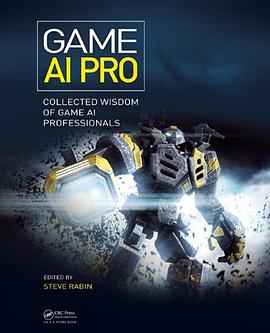 GAME
AI PRO
COLLECTED WISDOM
OF GAME AI
PROFESSIONALS
EDITED BY
STEVE RABIN
CRC Press